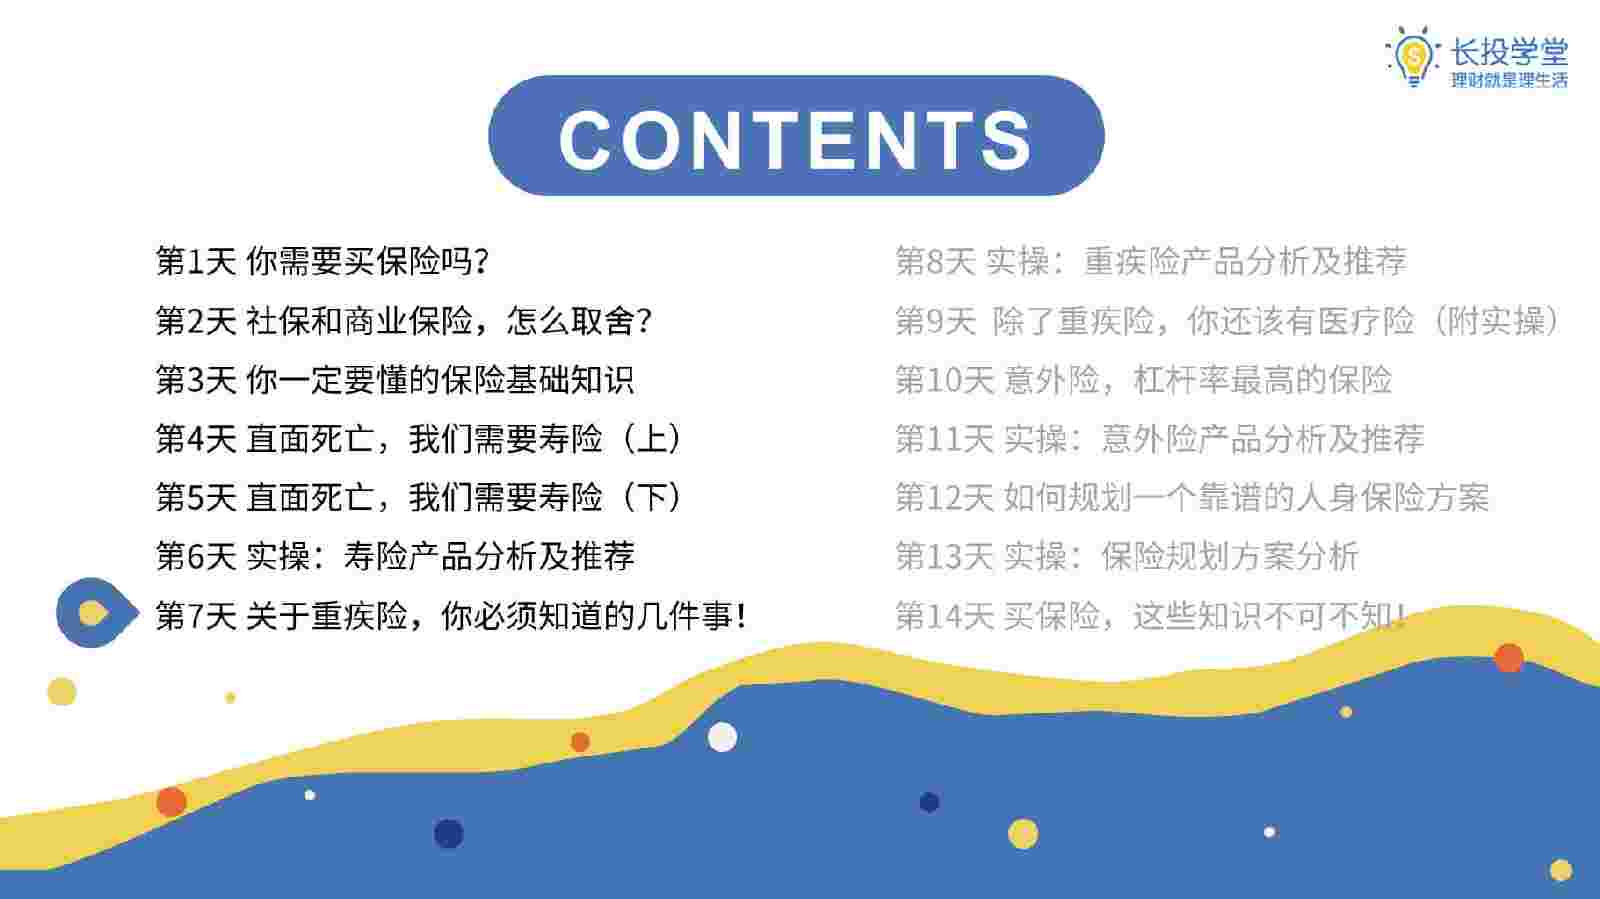 长投学堂
理财就是理生活
CONTENTS
第1天 你需要买保险吗？
第2天 社保和商业保险，怎么取舍？
第3天 你一定要懂的保险基础知识
第4天 直面死亡，我们需要寿险（上）
第5天 直面死亡，我们需要寿险（下）
第6天 实操：寿险产品分析及推荐
第7天 关于重疾险，你必须知道的几件事！
第8天 实操：重疾险产品分析及推荐
第9天 除了重疾险，你还该有医疗险（附实操）
第10天 意外险，杠杆率最高的保险
第11天 实操：意外险产品分析及推荐
第12天 如何规划一个靠谱的人身保险方案
第13天 实操：保险规划方案分析
第14天 买保险，这些知识不可不知！